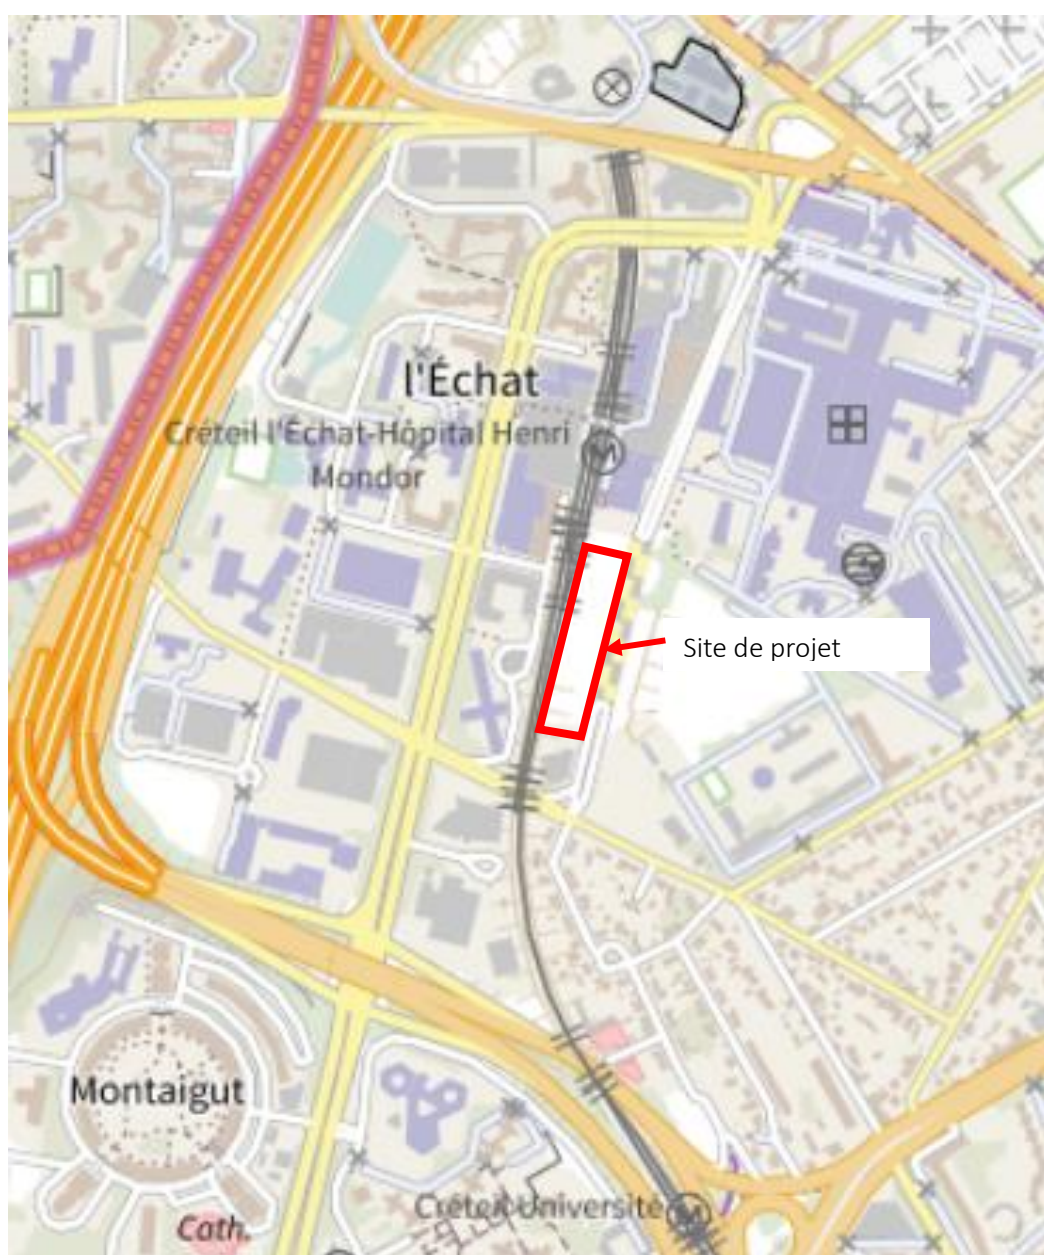 l'Échat
Créteil l'Échat-Hôpital Henri
Mondor
M
Site de projet
Montaigut
Créteil Université
Cath.